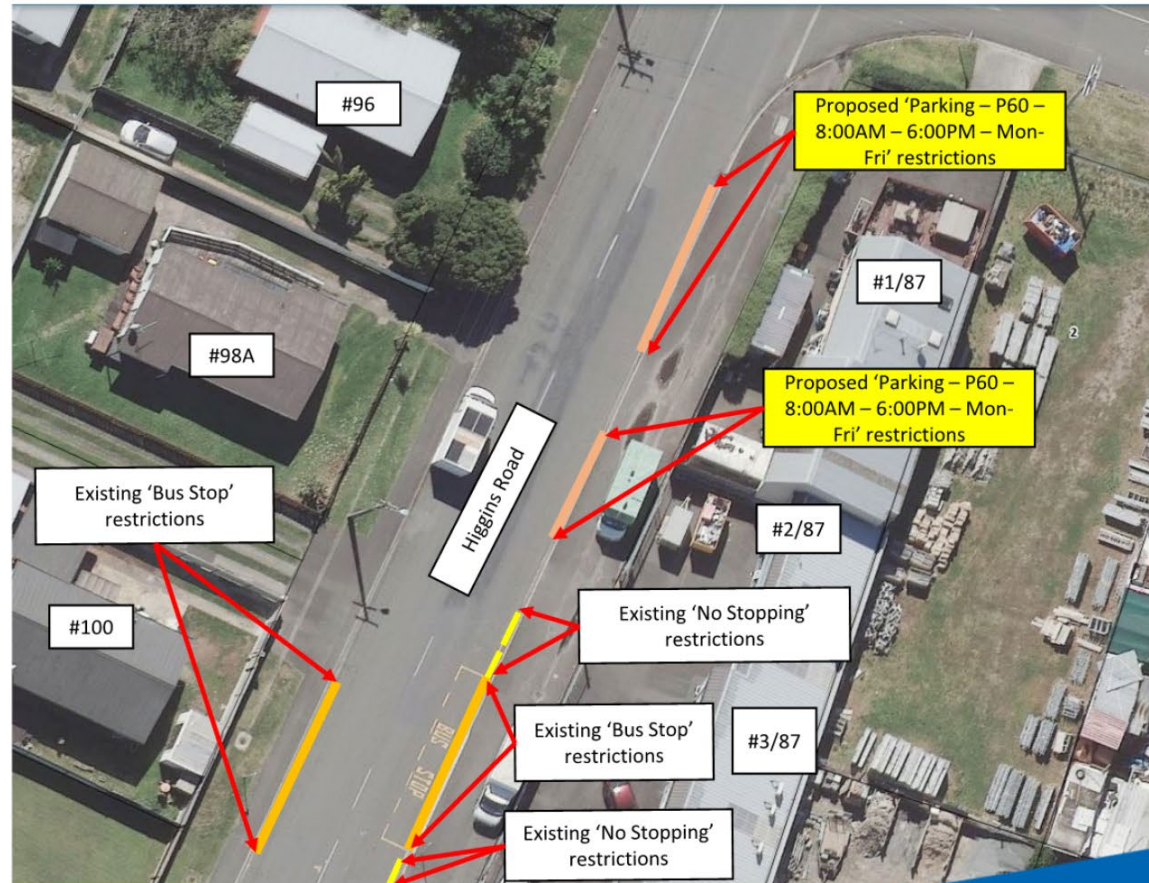 #96
Proposed ‘Parking – P60 –
8:00AM – 6:00PM – Mon-
Fri’ restrictions
#1/87
2
#98A
Proposed ‘Parking – P60 –
8:00AM – 6:00PM – Mon-
Fri’ restrictions
Higgins Road
Existing ‘Bus Stop’
restrictions
#2/87
#100
Existing ‘No Stopping’
restrictions
BUS
STOP
Existing ‘Bus Stop’
restrictions
#3/87
Existing ‘No Stopping’
restrictions